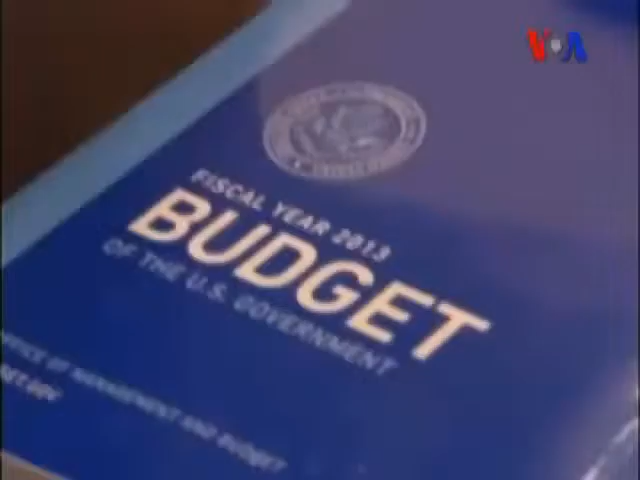 VOA
FISCAL YEAR 2013
BUDGET
OF THE U.S. GOVERNMENT
OFFICE OF MANAGEMENT AND BUDGET